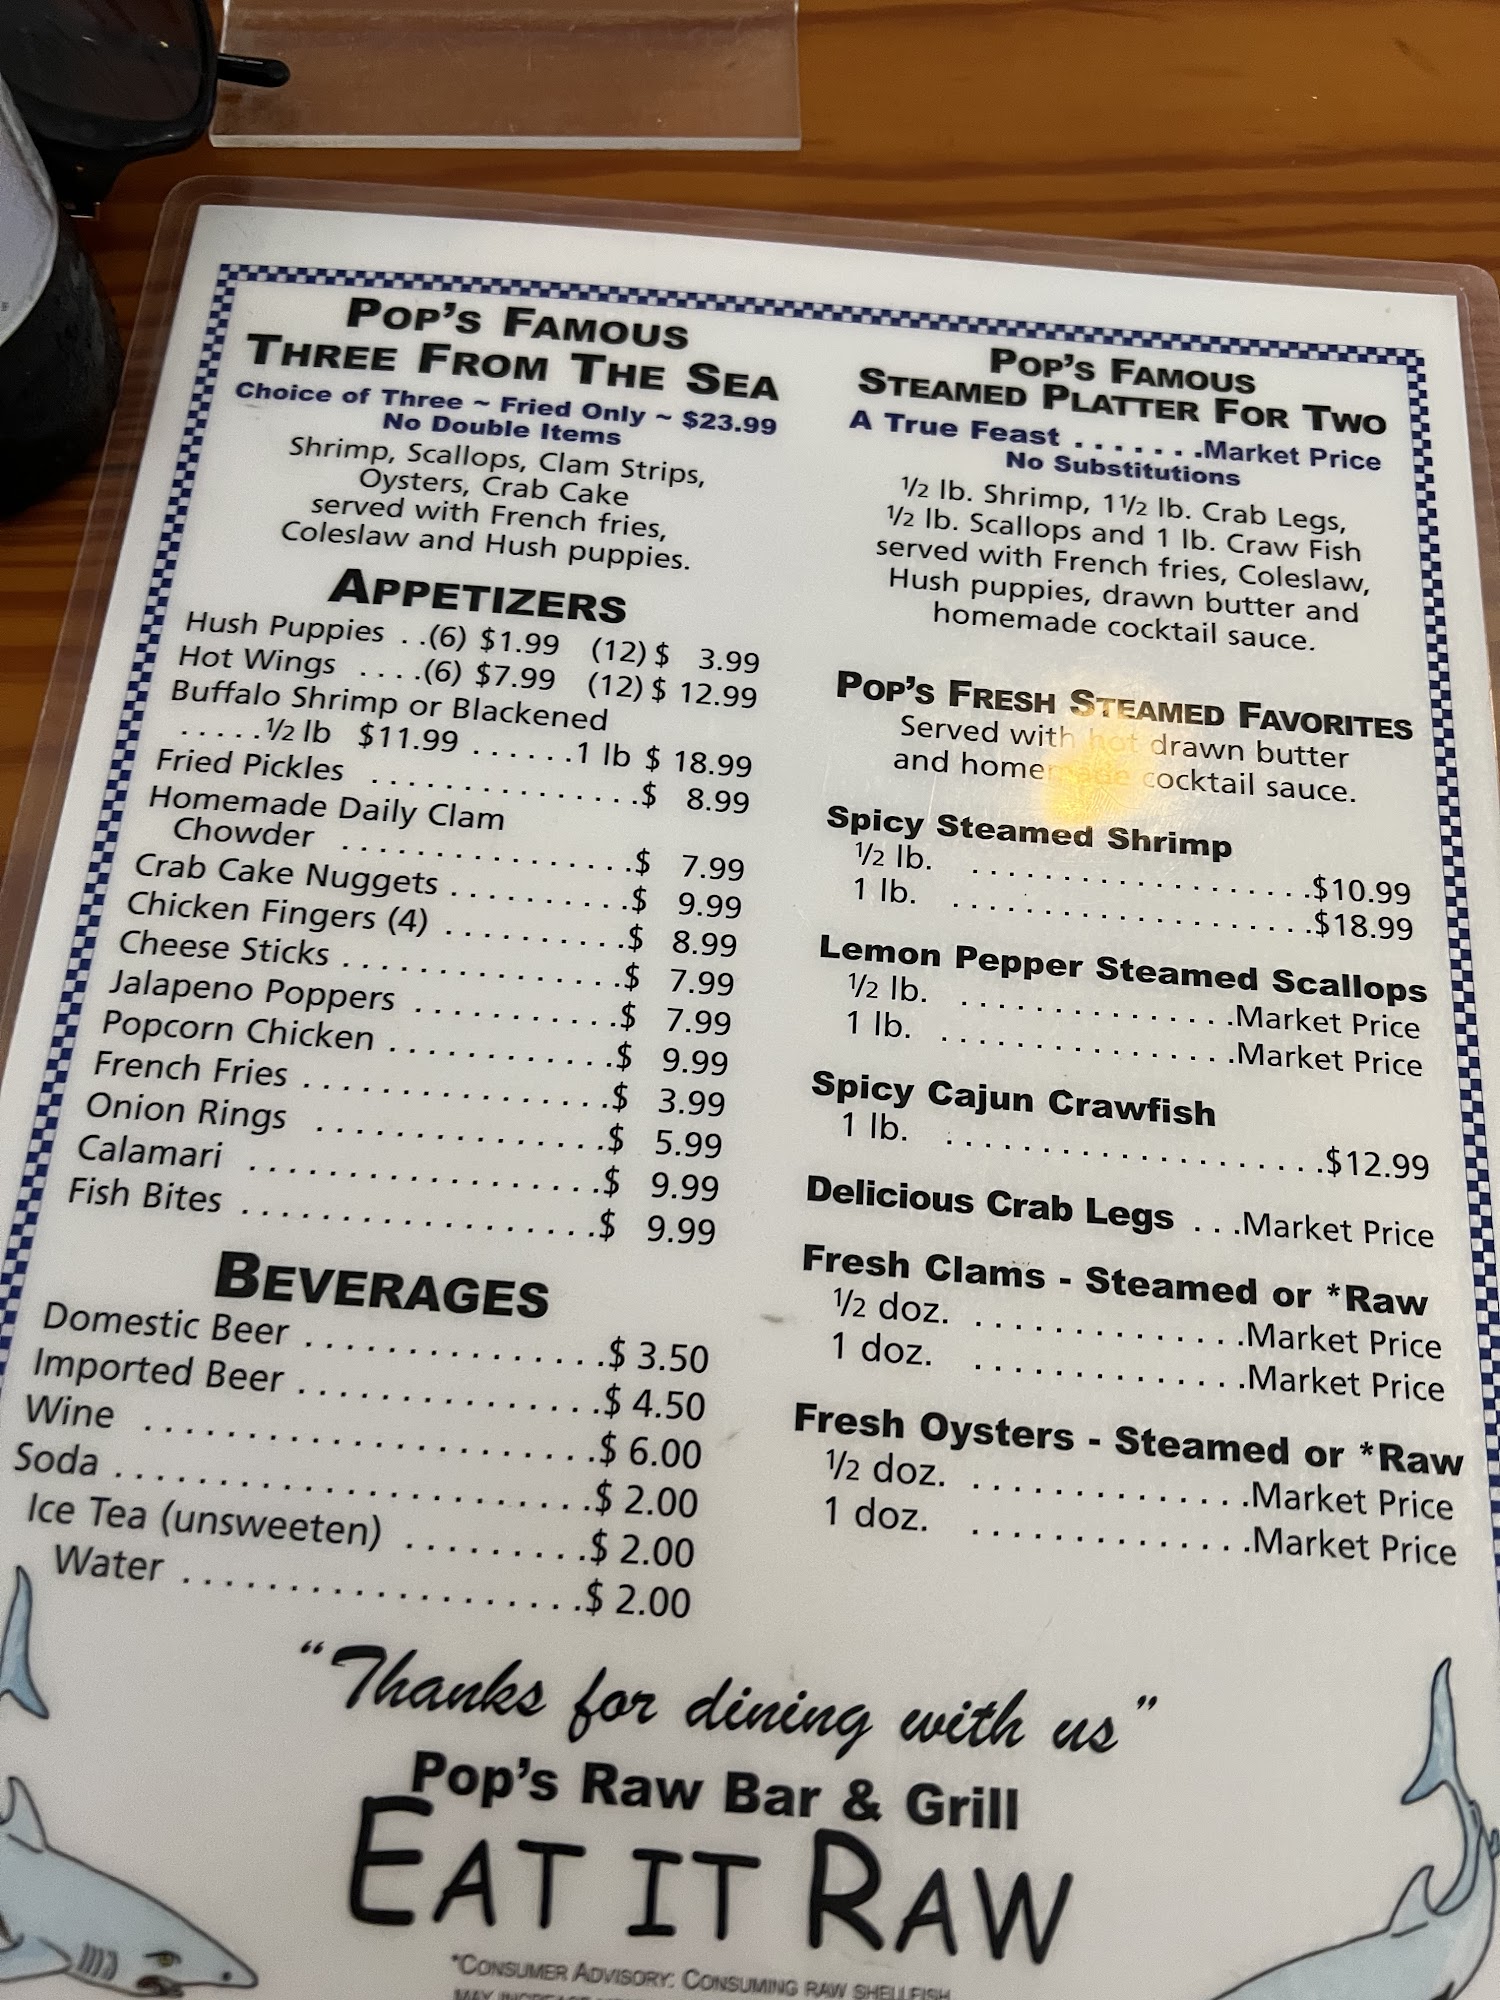 Pop's Famous
Three From The Sea
Choice of Three ~ Fried Only ~ $23.99
No Double Items
Shrimp, Scallops, Clam Strips,
Oysters, Crab Cake
served with French fries,
Coleslaw and Hush puppies.
Appetizers
Hush Puppies . .(6) $1.99 (12) $ 3.99
Hot Wings . . . .(6) $7.99 (12) $ 12.99
Buffalo Shrimp or Blackened
. . . . .1/2 lb $11.99 . . . . . .1 lb $ 18.99
Fried Pickles . . . . . . . . . . . . . . .$ 8.99
Homemade Daily Clam
Chowder . . . . . . . . . . . . . . . .$ 7.99
Crab Cake Nuggets . . . . . . . . . .$ 9.99
Chicken Fingers (4) . . . . . . . . . .$ 8.99
Cheese Sticks . . . . . . . . . . . . . . .$ 7.99
Jalapeno Poppers . . . . . . . . . . .$ 7.99
Popcorn Chicken . . . . . . . . . . . .$ 9.99
French Fries . . . . . . . . . . . . . . . .$ 3.99
Onion Rings . . . . . . . . . . . . . . .$ 5.99
Calamari . . . . . . . . . . . . . . . . . .$ 9.99
Fish Bites . . . . . . . . . . . . . . . . . .$ 9.99
Beverages
Domestic Beer . . . . . . . . . . . . . . .$ 3.50
Imported Beer . . . . . . . . . . . . . . .$ 4.50
Wine . . . . . . . . . . . . . . . . . . . . . .$ 6.00
Soda . . . . . . . . . . . . . . . . . . . . . . .$ 2.00
Ice Tea (unsweeten) . . . . . . . . .$ 2.00
Water . . . . . . . . . . . . . . . . . . . .$ 2.00
Pop's Famous
Steamed Platter For Two
A True Feast . . . . . . .Market Price
No Substitutions
1/2 lb. Shrimp, 1 1/2 lb. Crab Legs,
1/2 lb. Scallops and 1 lb. Craw Fish
served with French fries, Coleslaw,
Hush puppies, drawn butter and
homemade cocktail sauce.
Pop's Fresh Steamed Favorites
Served with hot drawn butter
and homemade cocktail sauce.
Spicy Steamed Shrimp
1/2 lb. . . . . . . . . . . . . . . . . . . .$10.99
1 lb. . . . . . . . . . . . . . . . . . . . .$18.99
Lemon Pepper Steamed Scallops
1/2 lb. . . . . . . . . . . . . . . .Market Price
1 lb. . . . . . . . . . . . . . . . .Market Price
Spicy Cajun Crawfish
1 lb. . . . . . . . . . . . . . . . . . . . .$12.99
Delicious Crab Legs . . .Market Price
Fresh Clams - Steamed or *Raw
1/2 doz. . . . . . . . . . . . . . .Market Price
1 doz. . . . . . . . . . . . . . . .Market Price
Fresh Oysters - Steamed or *Raw
1/2 doz. . . . . . . . . . . . . . .Market Price
1 doz. . . . . . . . . . . . . . . .Market Price
"Thanks for dining with us"
Pop's Raw Bar & Grill
Eat it Raw
*Consumer Advisory: Consuming raw shellfish